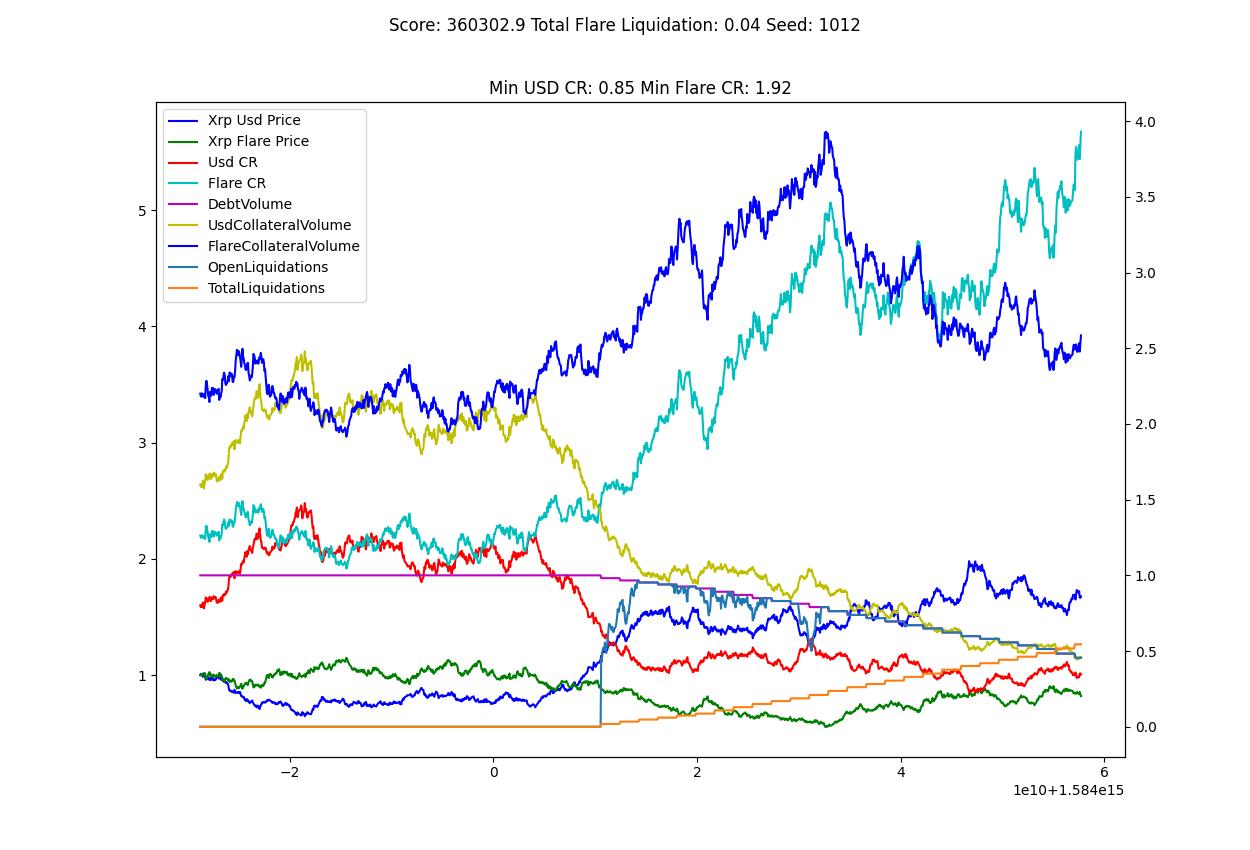 Score: 360302.9 Total Flare Liquidation: 0.04 Seed: 1012
Min USD CR: 0.85 Min Flare CR: 1.92
Xrp Usd Price
Xrp Flare Price
Usd CR
Flare CR
DebtVolume
UsdCollateralVolume
FlareCollateralVolume
OpenLiquidations
TotalLiquidations
5
4
3
2
1
4.0
3.5
3.0
2.5
2.0
1.5
1.0
0.5
0.0
−2
0
2
4
6
1e10+1.584e15